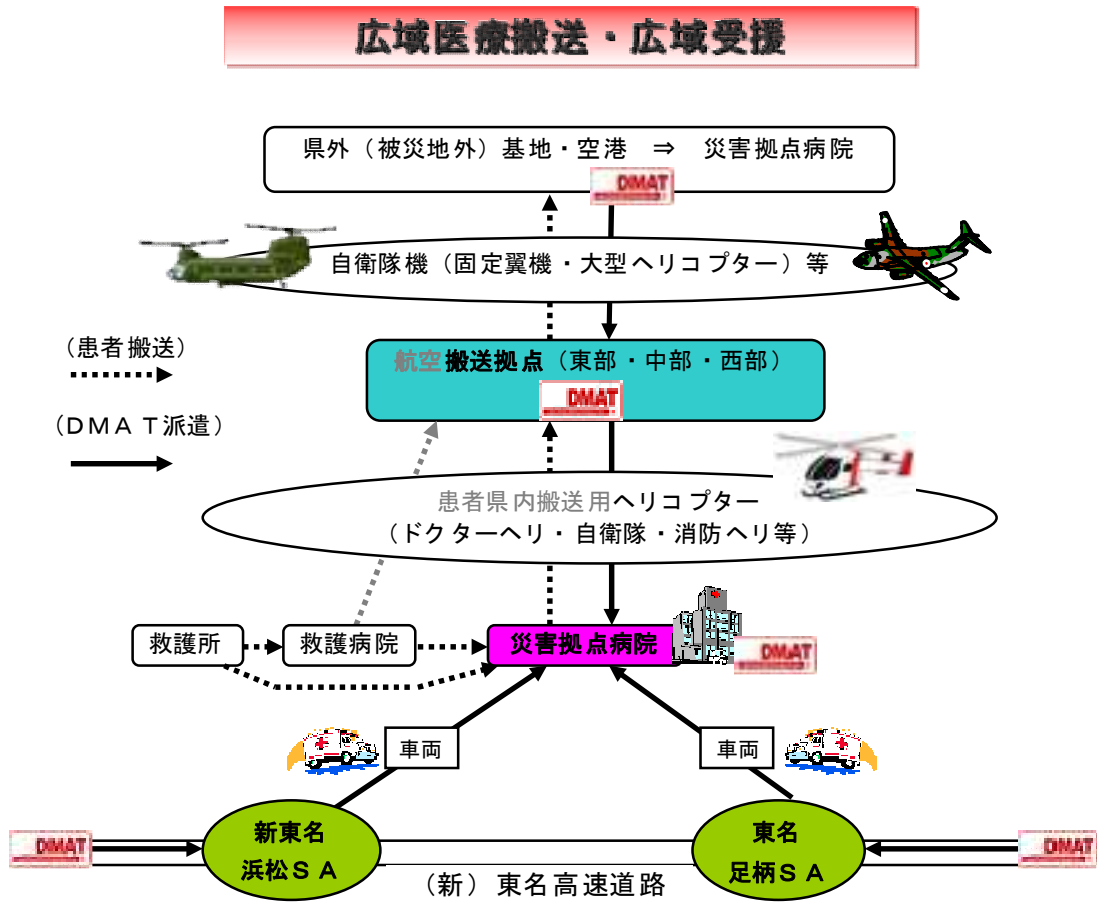 広域医療搬送・広域受援
県外（被災地外）基地・空港　⇒　災害拠点病院
DMAT
自衛隊機（固定翼機・大型ヘリコプター）等
（患者搬送）
（ＤＭＡＴ派遣）
航空搬送拠点（東部・中部・西部）
DMAT
患者県内搬送用ヘリコプター
（ドクターヘリ・自衛隊・消防ヘリ等）
救護所
救護病院
災害拠点病院
DMAT
車両
車両
DMAT
新東名
浜松ＳＡ
東名
足柄ＳＡ
DMAT
（新）東名高速道路